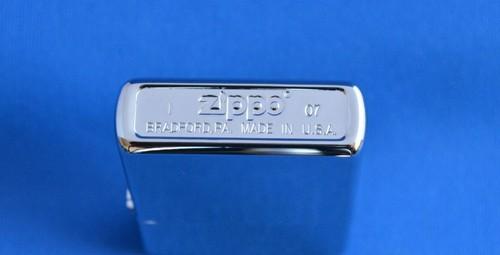 Zippo 07
BRADFORD,PA. MADE IN U.S.A.